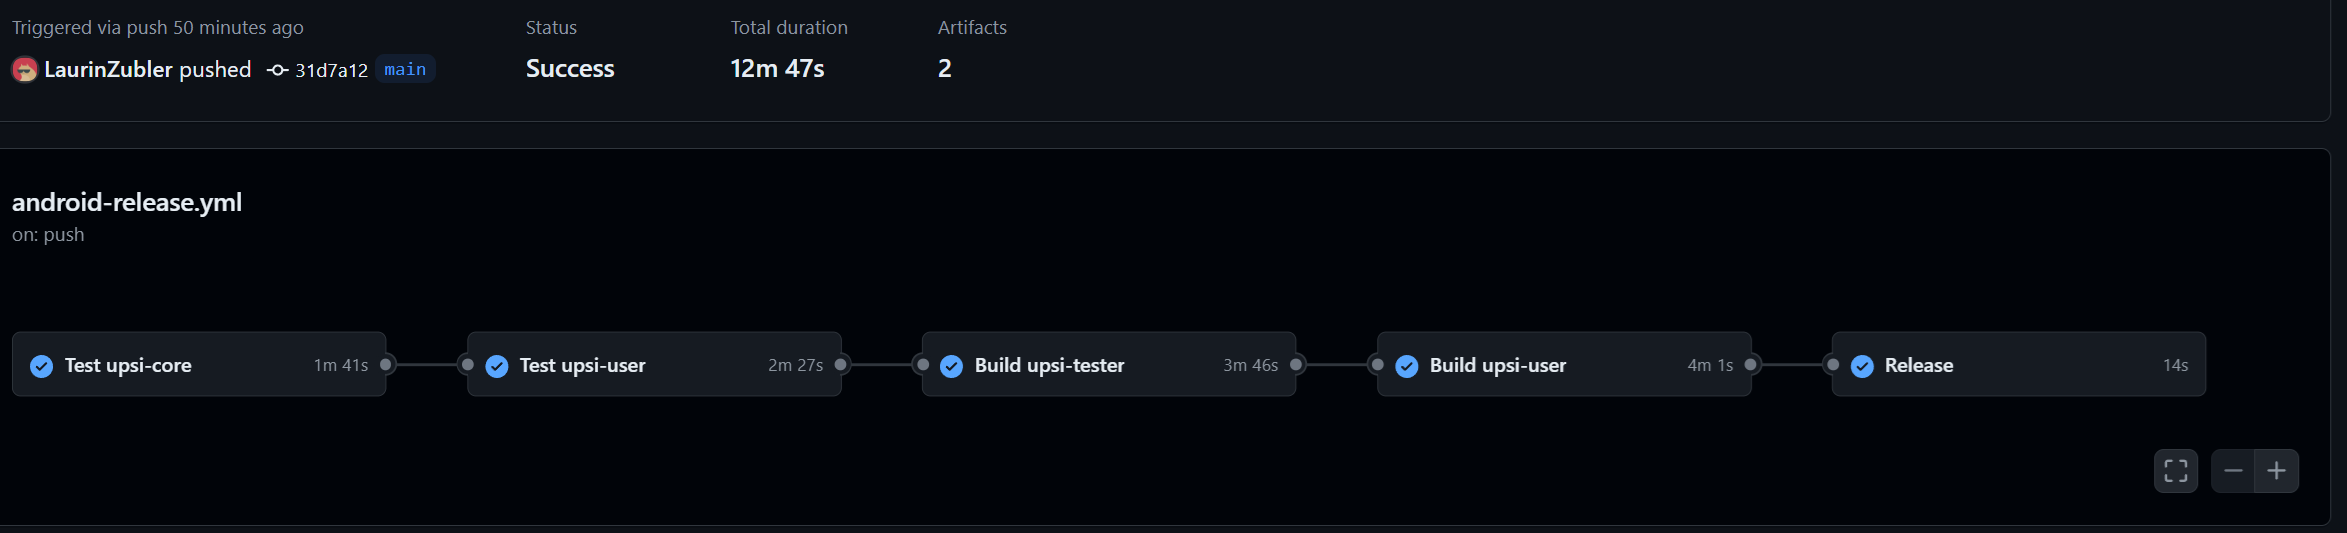 Triggered via push 50 minutes ago
LaurinZubler pushed 31d7a12 main
Status
Success
Total duration
12m 47s
Artifacts
2
android-release.yml
on: push
Test upsi-core 1m 41s
Test upsi-user 2m 27s
Build upsi-tester 3m 46s
Build upsi-user 4m 1s
Release 14s